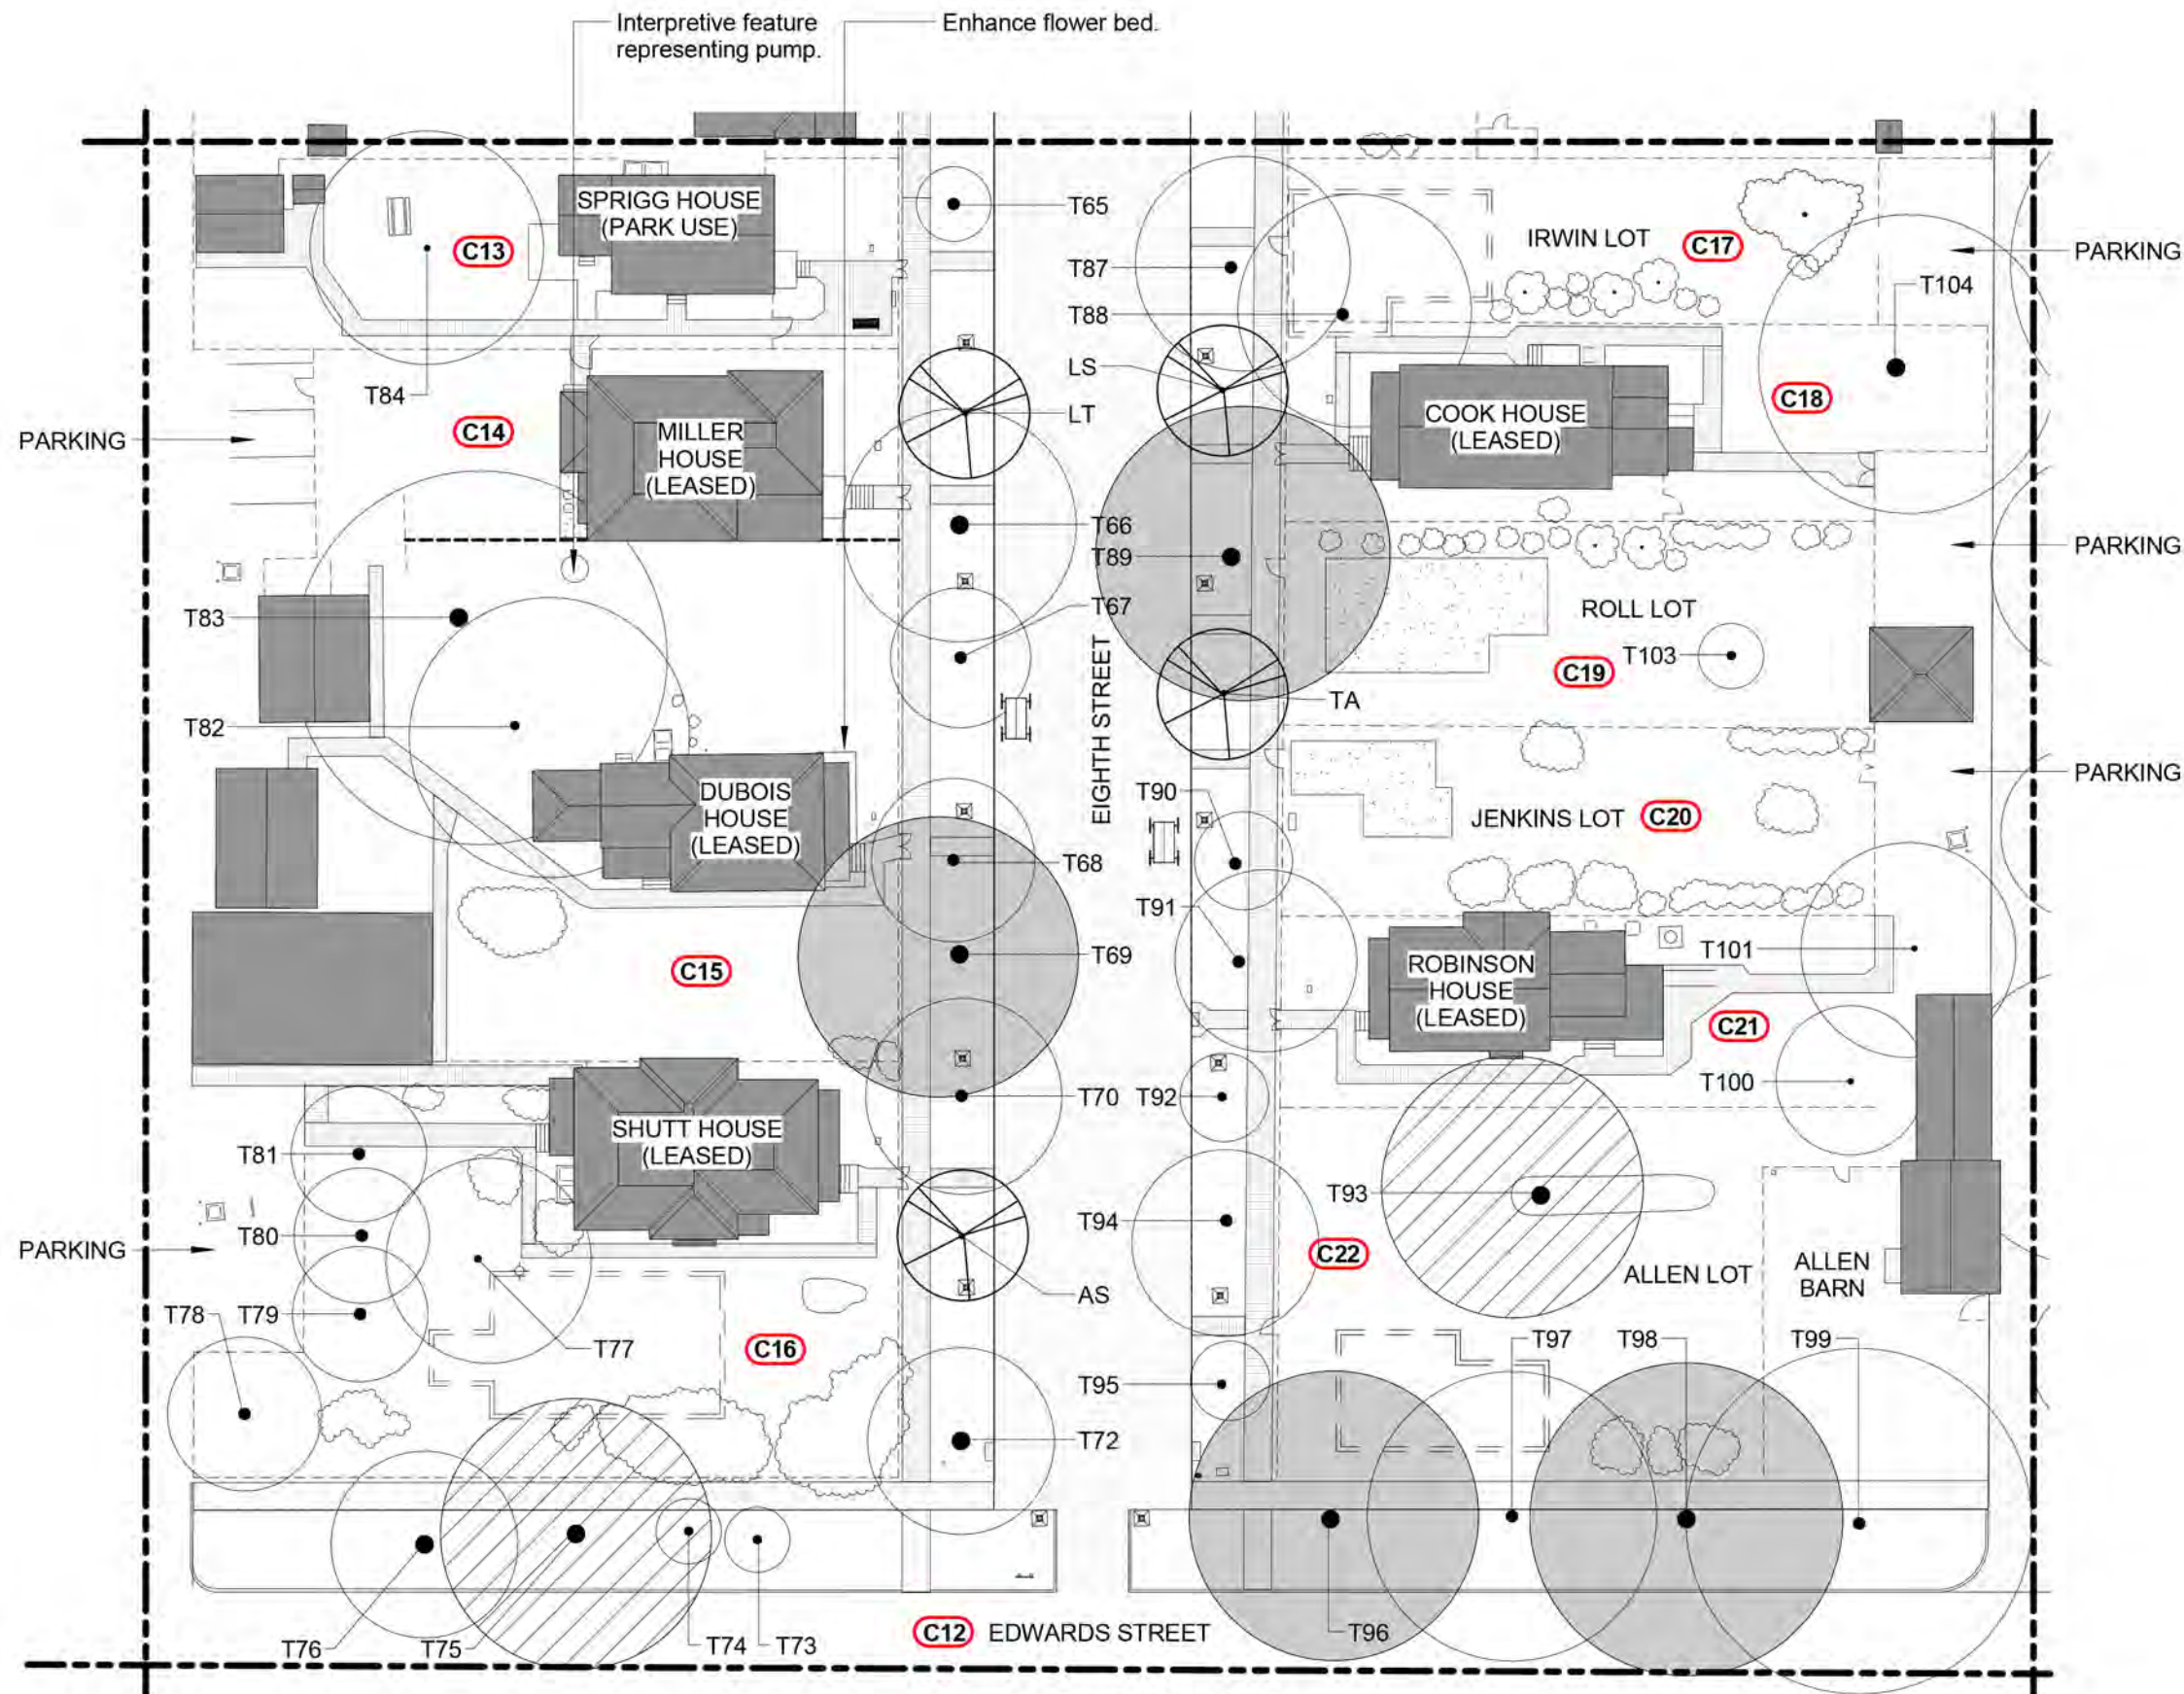 Interpretive feature
representing pump.
Enhance flower bed.
SPRIGG HOUSE
(PARK USE)
C13
T65
T87
T88
IRWIN LOT
C17
PARKING
T104
T84
LS
LT
C14
PARKING
MILLER
HOUSE
(LEASED)
COOK HOUSE
(LEASED)
C18
T66
T89
PARKING
T83
T67
ROLL LOT
T103
C19
EIGHTH STREET
TA
T82
PARKING
DUBOIS
HOUSE
(LEASED)
T90
JENKINS LOT
C20
T68
T91
C15
T69
ROBINSON
HOUSE
(LEASED)
T101
C21
T100
T70
T92
SHUTT HOUSE
(LEASED)
T81
T80
PARKING
T93
T94
C22
ALLEN LOT
ALLEN
BARN
AS
T78
T79
T77
C16
T97
T98
T99
T95
T72
T76
T75
T74
T73
C12
EDWARDS STREET
T96